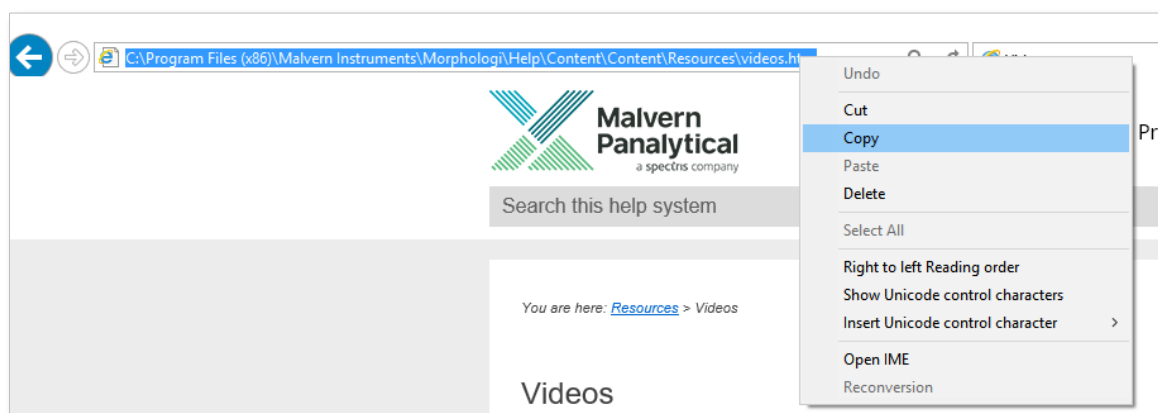 C:\Program Files (x86)\Malvern Instruments\Morphologi\Help\Content\Content\Resources\videos.ht
Malvern
Panalytical
a spectris company
Search this help system
You are here: Resources > Videos
Videos
Undo
Cut
Copy
Paste
Delete
Select All
Right to left Reading order
Show Unicode control characters
Insert Unicode control character
Open IME
Reconversion
Pr